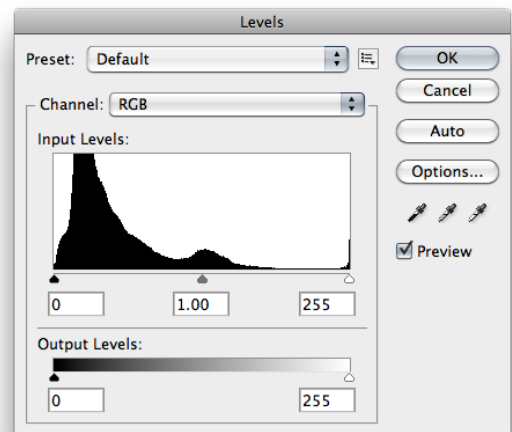 Levels
Preset: Default
OK
Cancel
Channel: RGB
Auto
Input Levels:
Options...
Preview
0 1.00 255
Output Levels:
0 255